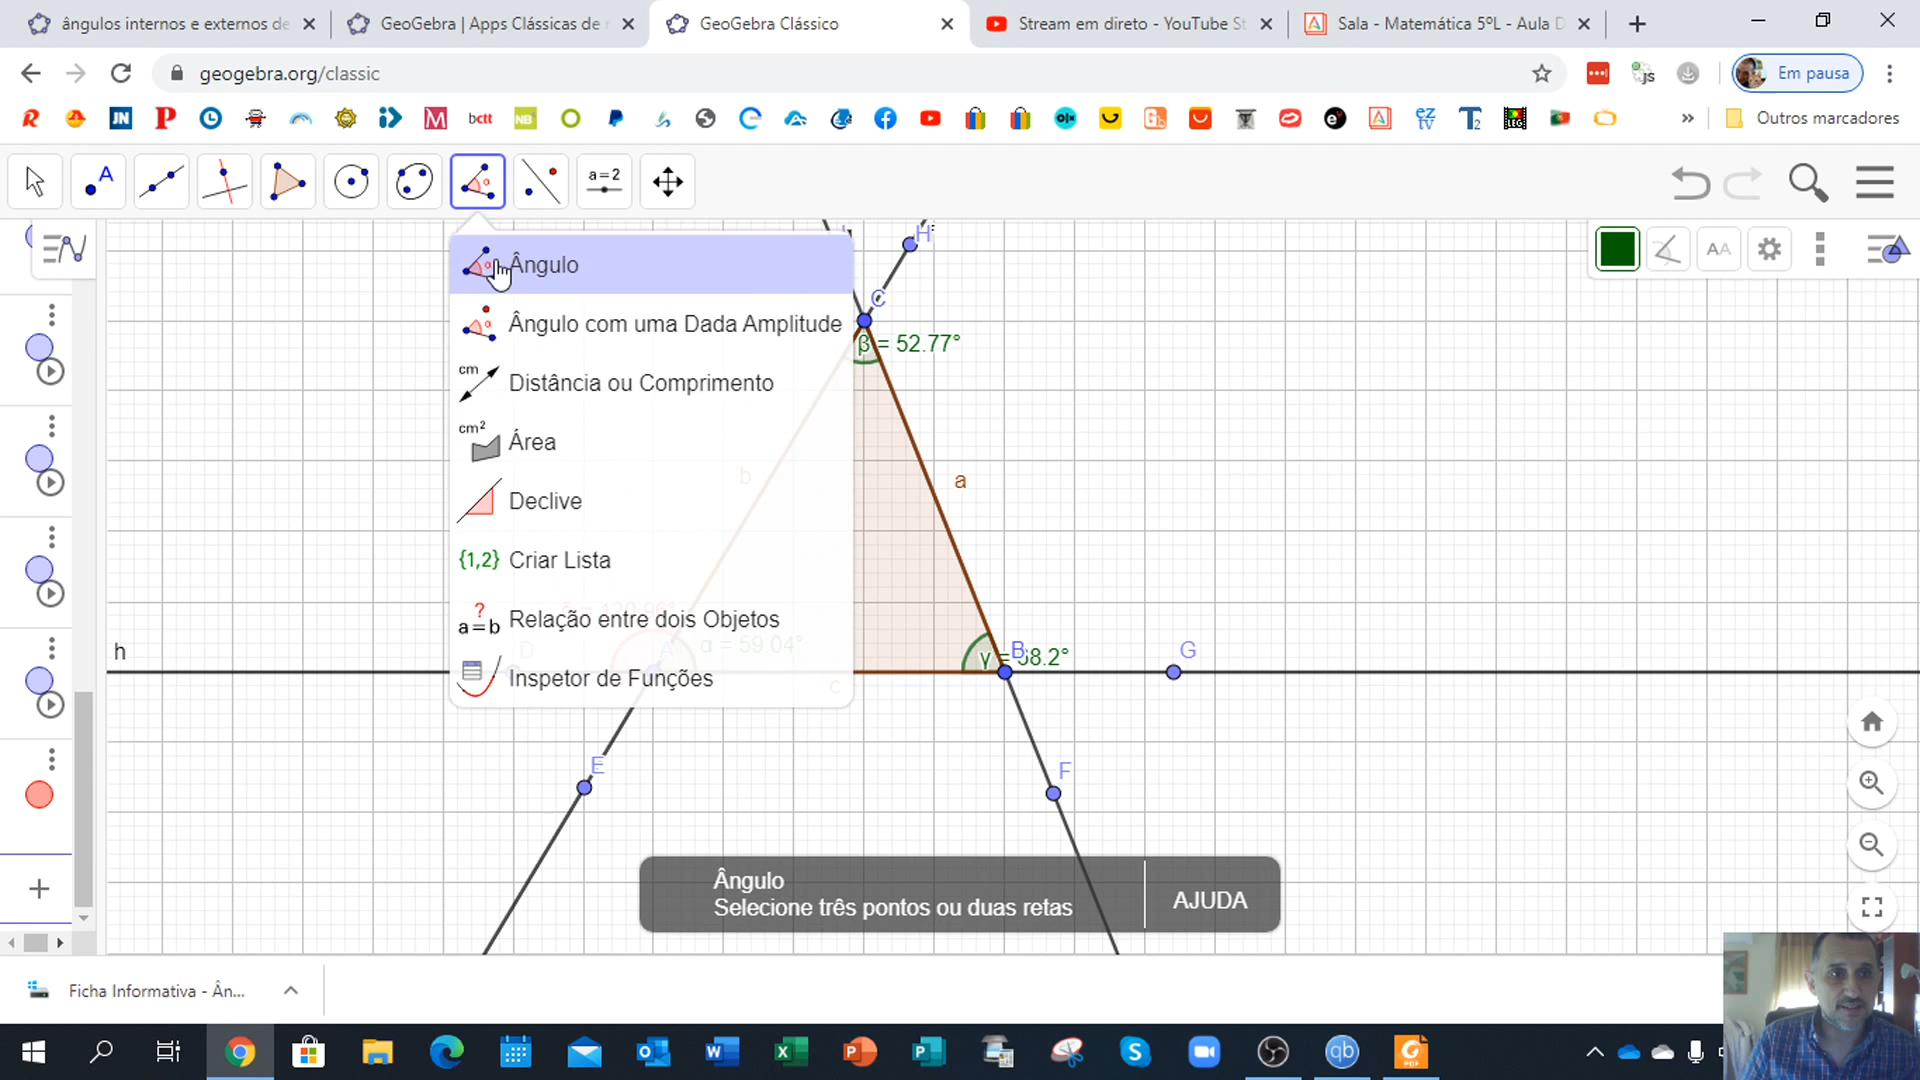 ângulos internos e externos de
GeoGebra | Apps Clássicas de
GeoGebra Clássico
Stream em direto - YouTube St
Sala - Matemática 5ºL - Aula D
geogebra.org/classic
Em pausa
Outros marcadores
A
a=2
Ângulo
Ângulo com uma Dada Amplitude
cm
Distância ou Comprimento
cm²
Área
Declive
{1,2}
Criar Lista
?
a=b
Relação entre dois Objetos
Inspetor de Funções
AA
H
C
β = 52.77°
b
a
α = 59.04°
h
D
A
B
G
c
E
F
Ângulo
Selecione três pontos ou duas retas
AJUDA
Ficha Informativa - Ân...